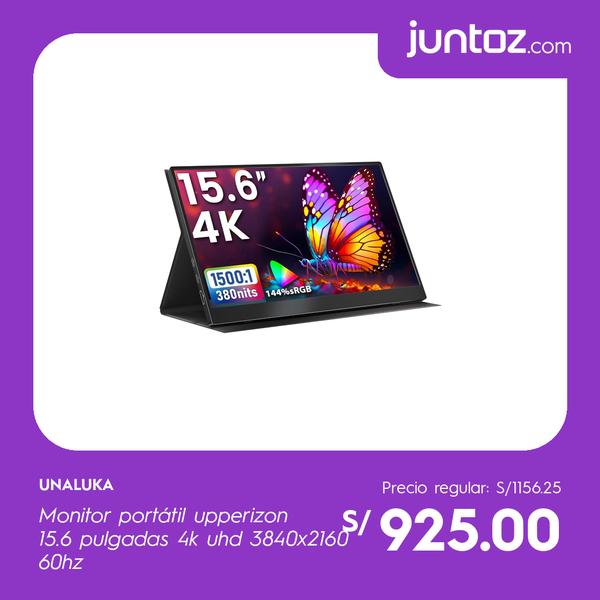 juntoz.com
15.6"
4K
1500:1
380nits
144%sRGB
UNALUKA
Monitor portátil upperizon
15.6 pulgadas 4k uhd 3840x2160
60hz
Precio regular: S/1156.25
S/ 925.00